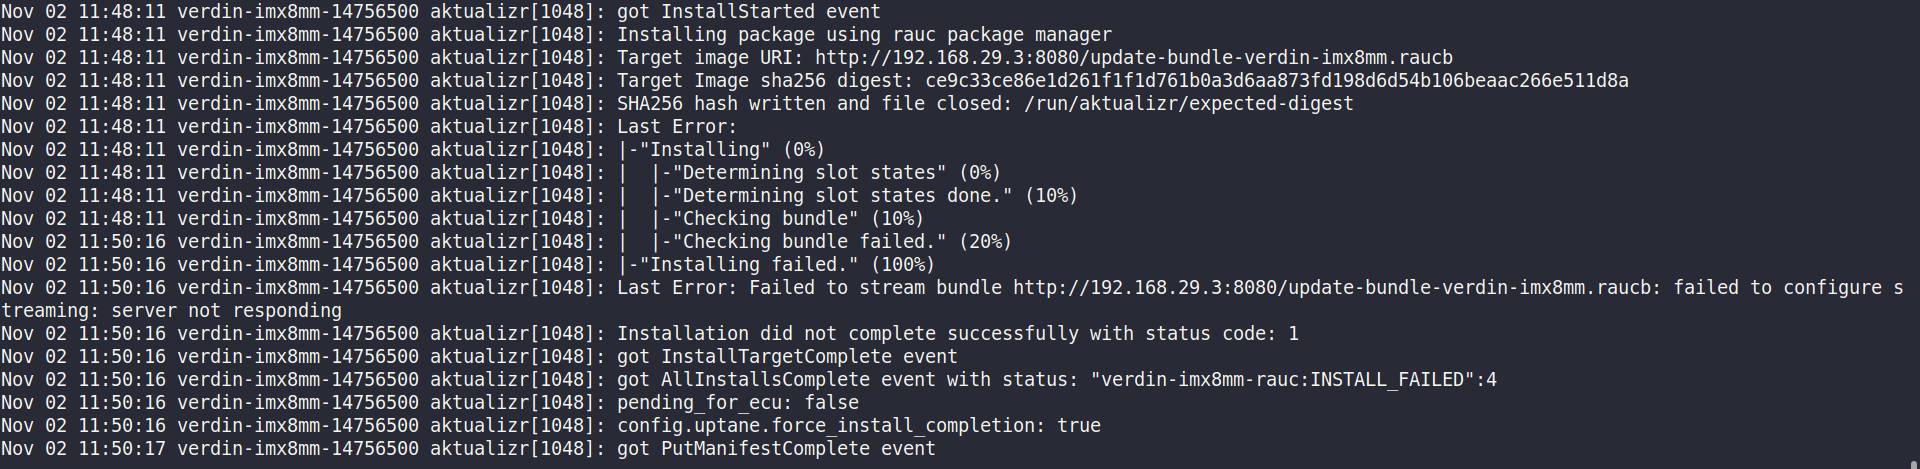 Nov 02 11:48:11 verdin-imx8mm-14756500 aktualizr[1048]: got InstallStarted event
Nov 02 11:48:11 verdin-imx8mm-14756500 aktualizr[1048]: Installing package using rauc package manager
Nov 02 11:48:11 verdin-imx8mm-14756500 aktualizr[1048]: Target image URI: http://192.168.29.3:8080/update-bundle-verdin-imx8mm.raucb
Nov 02 11:48:11 verdin-imx8mm-14756500 aktualizr[1048]: Target Image sha256 digest: ce9c33ce86e1d261f1f1d761b0a3d6aa873fd198d6d54b106beaac266e511d8a
Nov 02 11:48:11 verdin-imx8mm-14756500 aktualizr[1048]: SHA256 hash written and file closed: /run/aktualizr/expected-digest
Nov 02 11:48:11 verdin-imx8mm-14756500 aktualizr[1048]: Last Error:
Nov 02 11:48:11 verdin-imx8mm-14756500 aktualizr[1048]: |-"Installing" (0%)
Nov 02 11:48:11 verdin-imx8mm-14756500 aktualizr[1048]: |  |-"Determining slot states" (0%)
Nov 02 11:48:11 verdin-imx8mm-14756500 aktualizr[1048]: |  |-"Determining slot states done." (10%)
Nov 02 11:48:11 verdin-imx8mm-14756500 aktualizr[1048]: |  |-"Checking bundle" (10%)
Nov 02 11:50:16 verdin-imx8mm-14756500 aktualizr[1048]: |  |-"Checking bundle failed." (20%)
Nov 02 11:50:16 verdin-imx8mm-14756500 aktualizr[1048]: |-"Installing failed." (100%)
Nov 02 11:50:16 verdin-imx8mm-14756500 aktualizr[1048]: Last Error: Failed to stream bundle http://192.168.29.3:8080/update-bundle-verdin-imx8mm.raucb: failed to configure s
treaming: server not responding
Nov 02 11:50:16 verdin-imx8mm-14756500 aktualizr[1048]: Installation did not complete successfully with status code: 1
Nov 02 11:50:16 verdin-imx8mm-14756500 aktualizr[1048]: got InstallTargetComplete event
Nov 02 11:50:16 verdin-imx8mm-14756500 aktualizr[1048]: got AllInstallsComplete event with status: "verdin-imx8mm-rauc:INSTALL_FAILED":4
Nov 02 11:50:16 verdin-imx8mm-14756500 aktualizr[1048]: pending_for_ecu: false
Nov 02 11:50:16 verdin-imx8mm-14756500 aktualizr[1048]: config.uptane.force_install_completion: true
Nov 02 11:50:17 verdin-imx8mm-14756500 aktualizr[1048]: got PutManifestComplete event